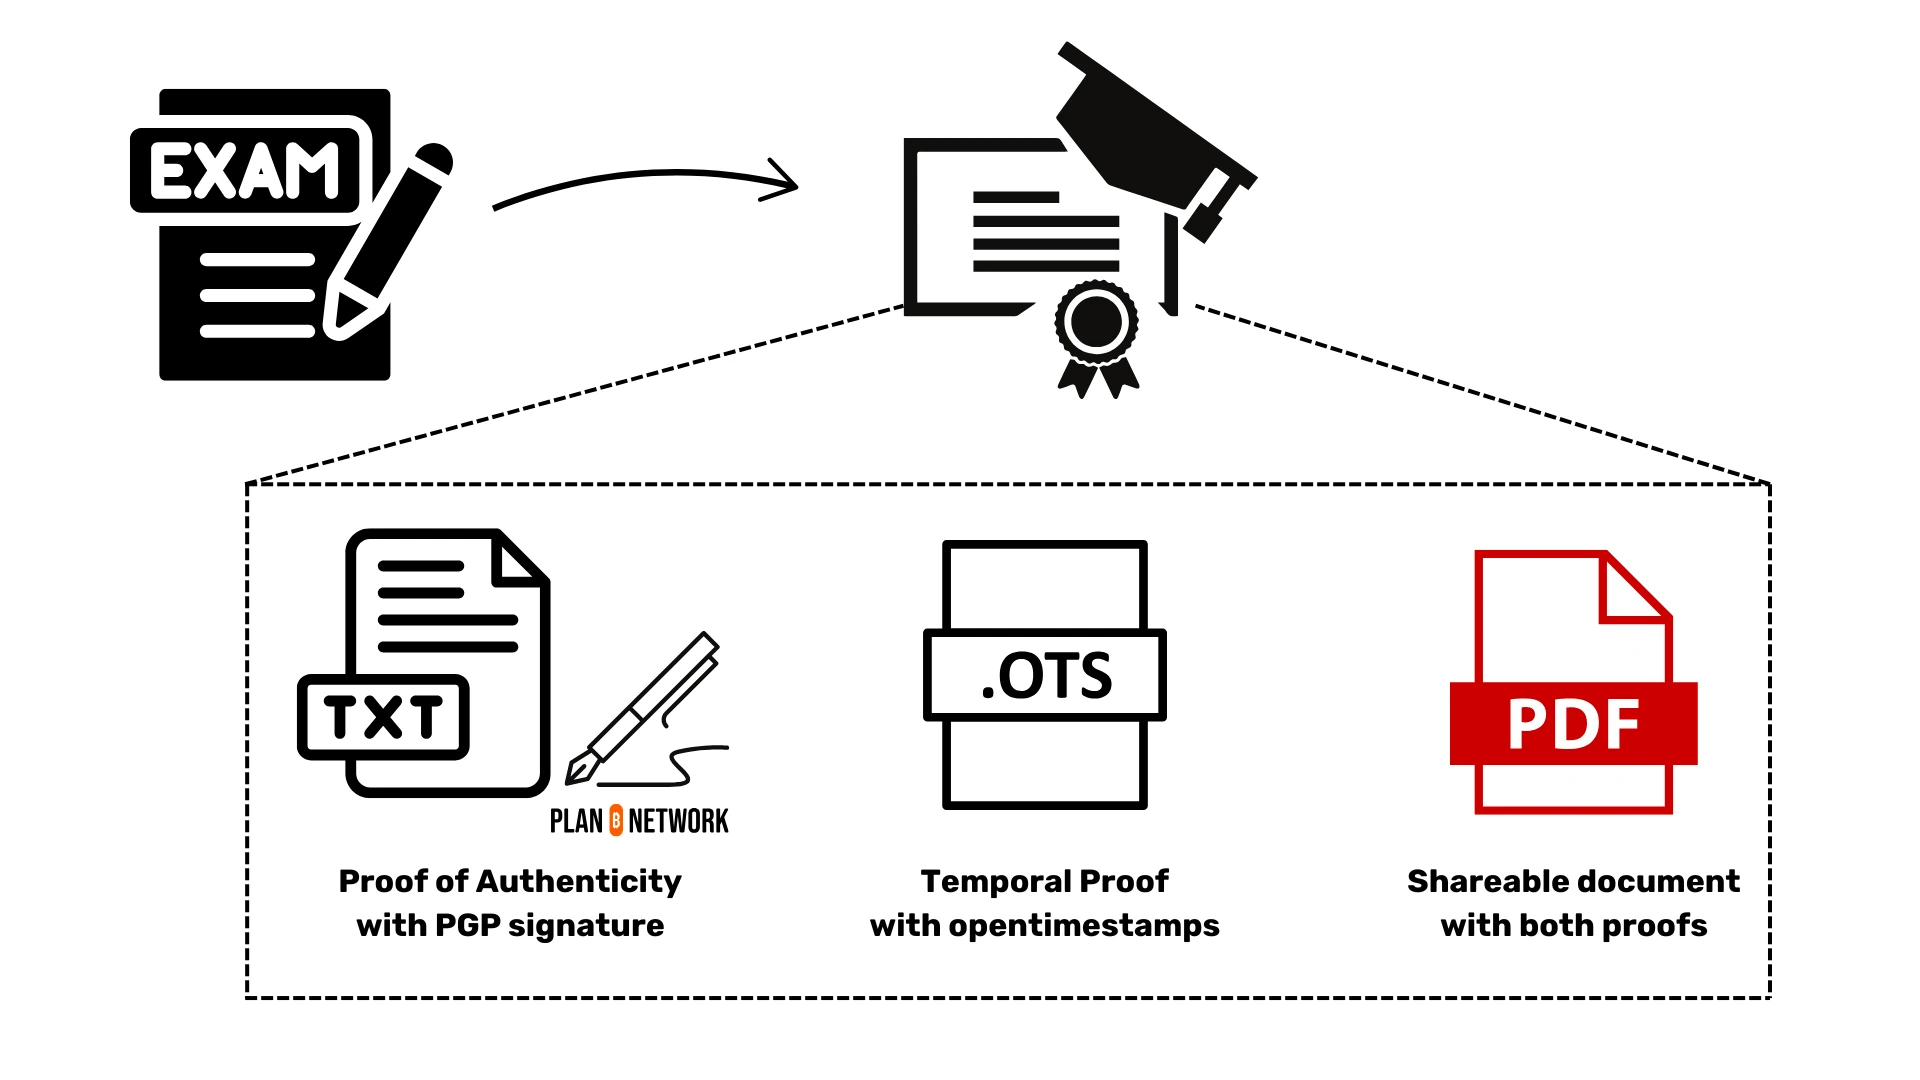 EXAM
TXT
PLAN B NETWORK
.OTS
PDF
Proof of Authenticity
with PGP signature
Temporal Proof
with opentimestamps
Shareable document
with both proofs